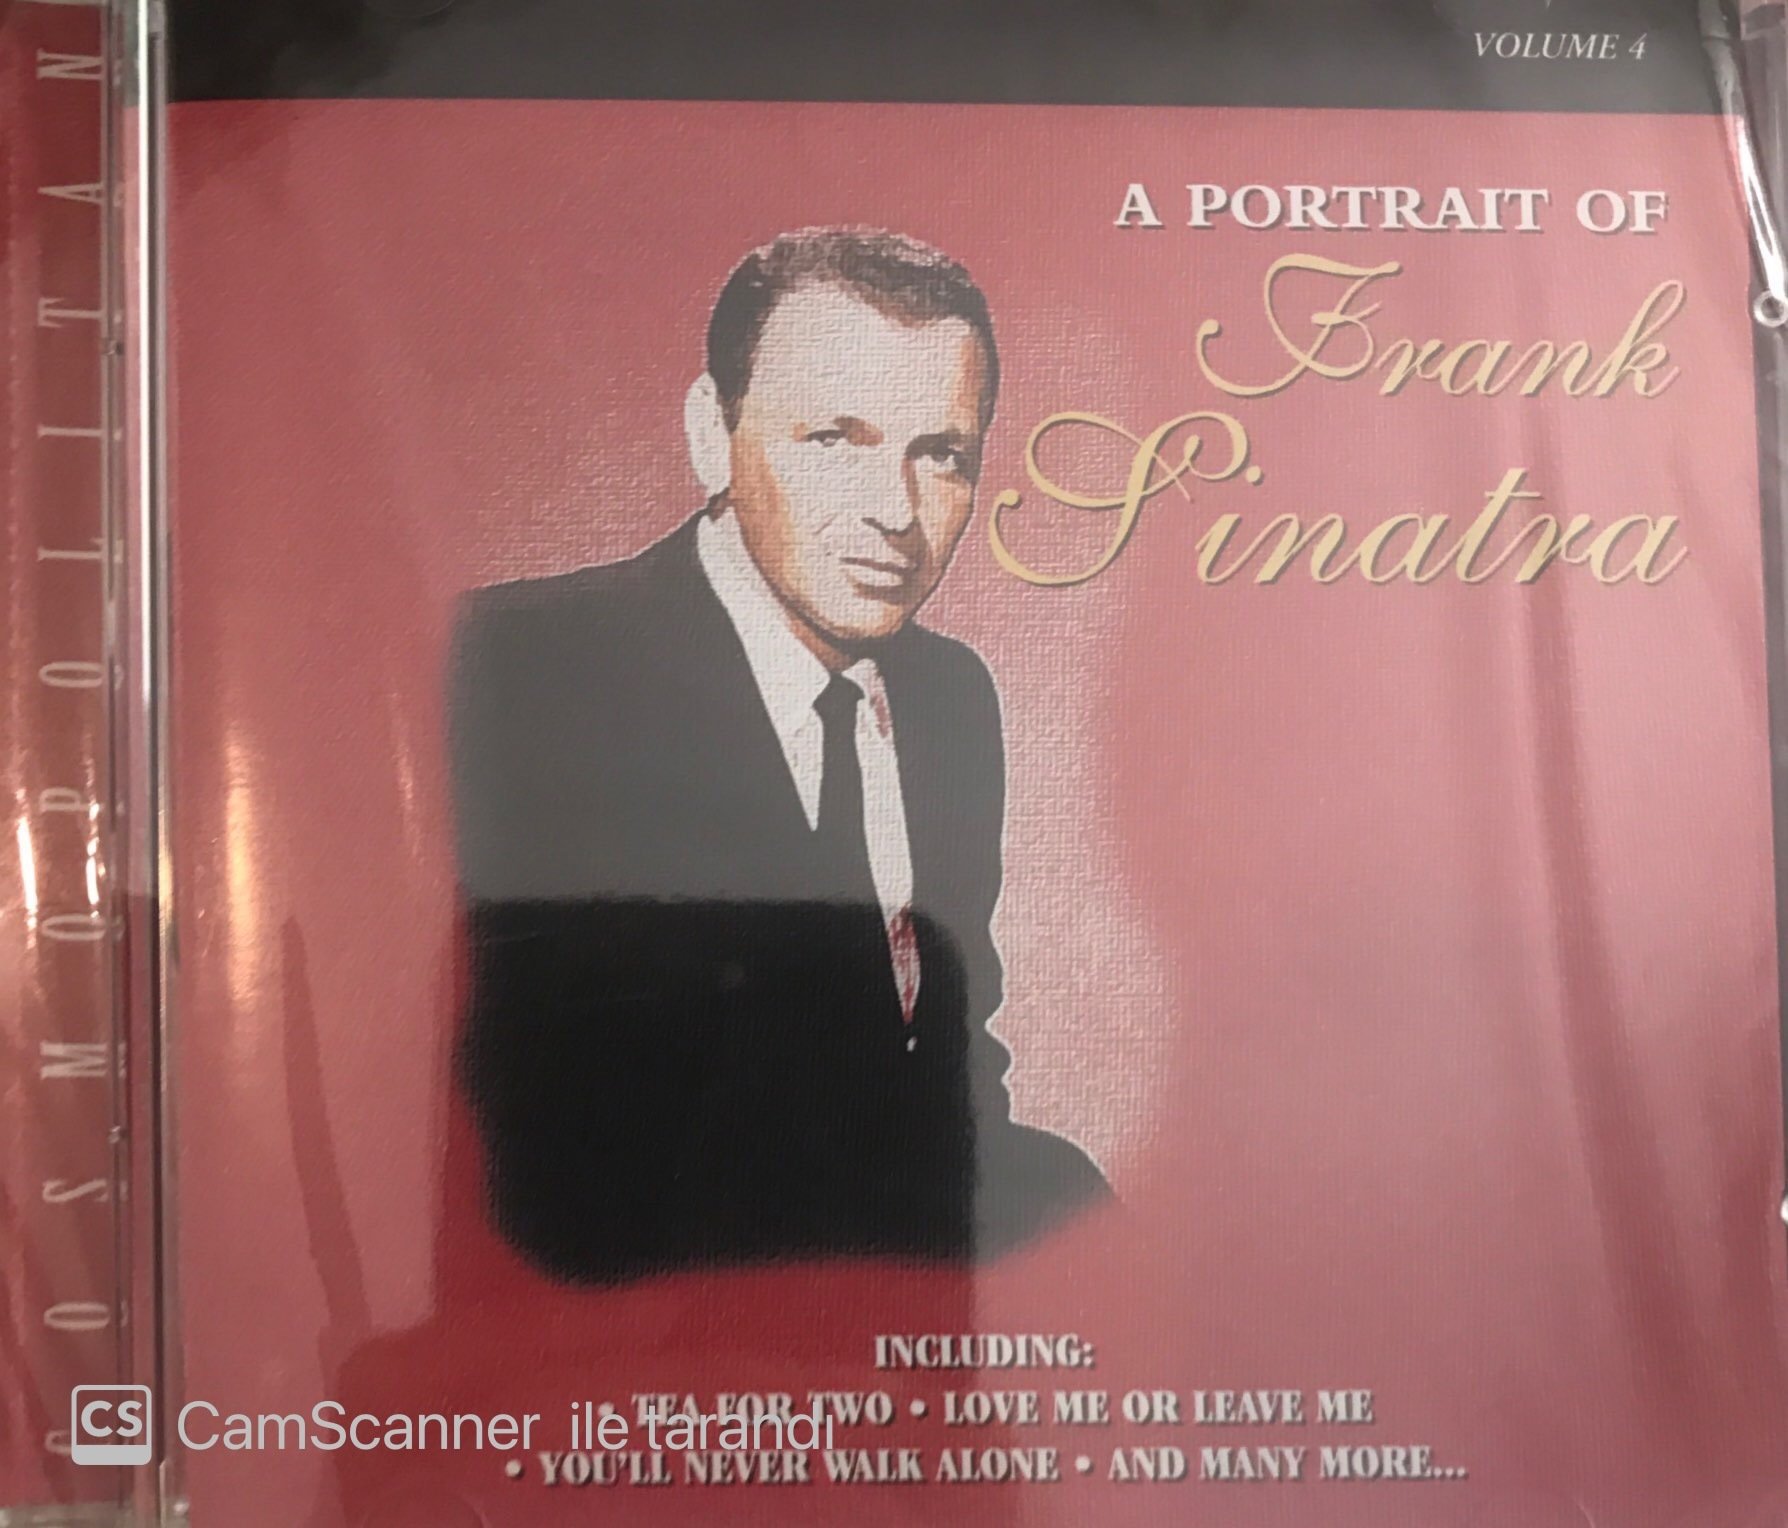 VOLUME 4
A PORTRAIT OF
Frank
Sinatra
COSMOPOLITAN
INCLUDING:
• TEA FOR TWO • LOVE ME OR LEAVE ME
• YOU'LL NEVER WALK ALONE • AND MANY MORE...
CS CamScanner ile tarandı